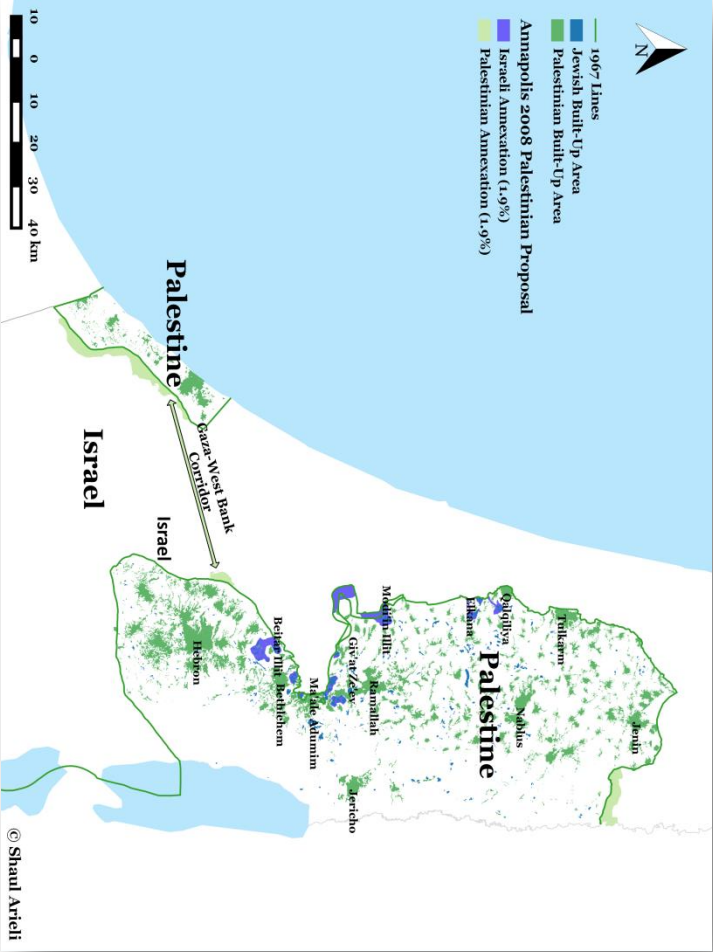 N
1967 Lines
Jewish Built-Up Area
Palestinian Built-Up Area
Annapolis 2008 Palestinian Proposal
Israeli Annexation (1.9%)
Palestinian Annexation (1.9%)
10 0 10 20 30 40 km
Jenin
Tulkarm
Nablus
Qalqiliya
Elkana
Palestine
Modi'in Illit
Ramallah
Giv'at Ze'ev
Jericho
Ma'ale Adumim
Bethlehem
Beitar Illit
Hebron
Gaza-West Bank
Corridor
Palestine
Israel
Israel
© Shaul Arieli